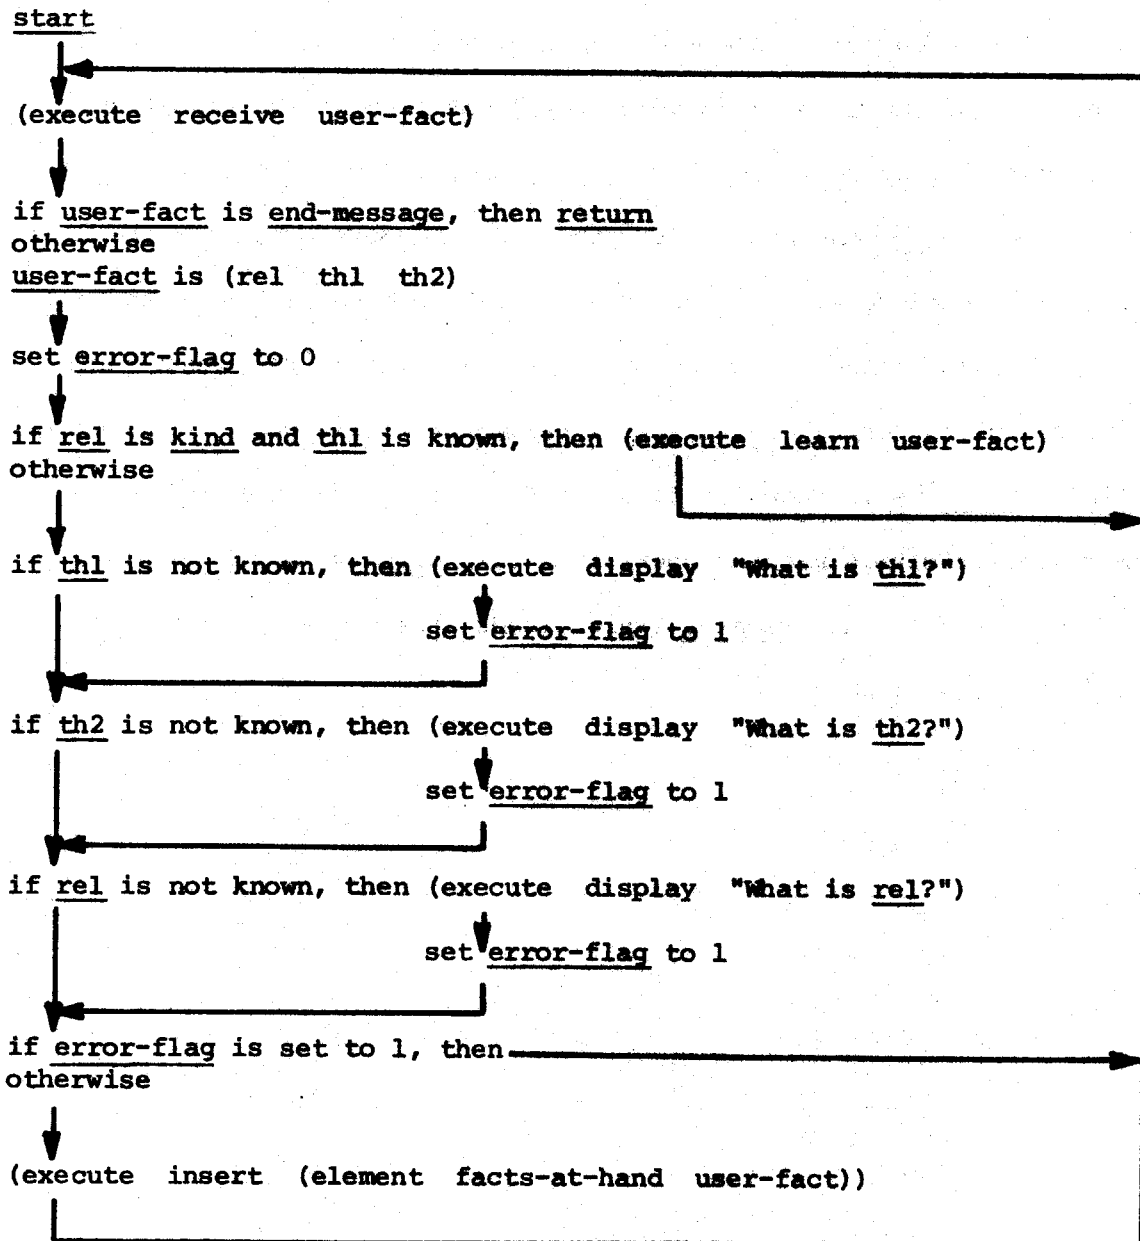 start
(execute receive user-fact)
if user-fact is end-message, then return
otherwise
user-fact is (rel th1 th2)
set error-flag to 0
if rel is kind and th1 is known, then (execute learn user-fact)
otherwise
if th1 is not known, then (execute display "What is th1?")
set error-flag to 1
if th2 is not known, then (execute display "What is th2?")
set error-flag to 1
if rel is not known, then (execute display "What is rel?")
set error-flag to 1
if error-flag is set to 1, then
otherwise
(execute insert (element facts-at-hand user-fact))